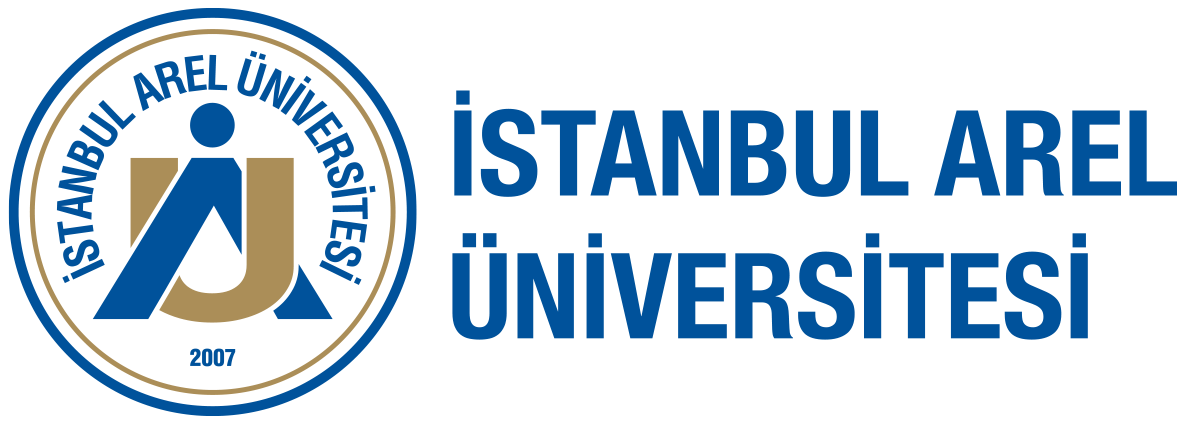 İSTANBUL AREL ÜNİVERSİTESİ
2007
İSTANBUL AREL
ÜNİVERSİTESİ